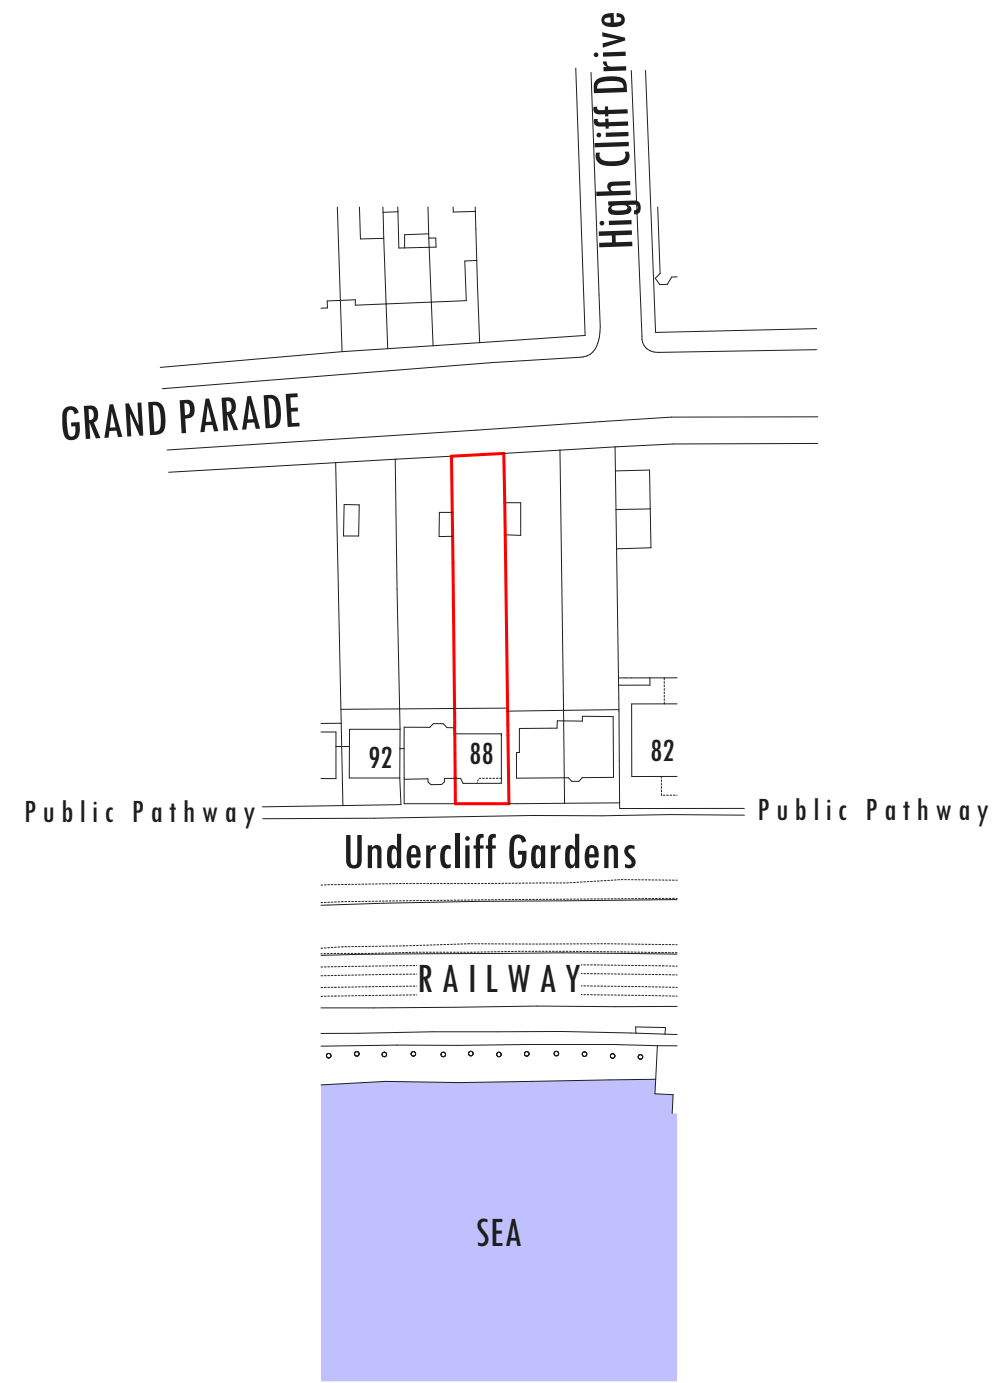 High Cliff Drive
GRAND PARADE
92
88
82
Public Pathway
Public Pathway
Undercliff Gardens
RAILWAY
SEA